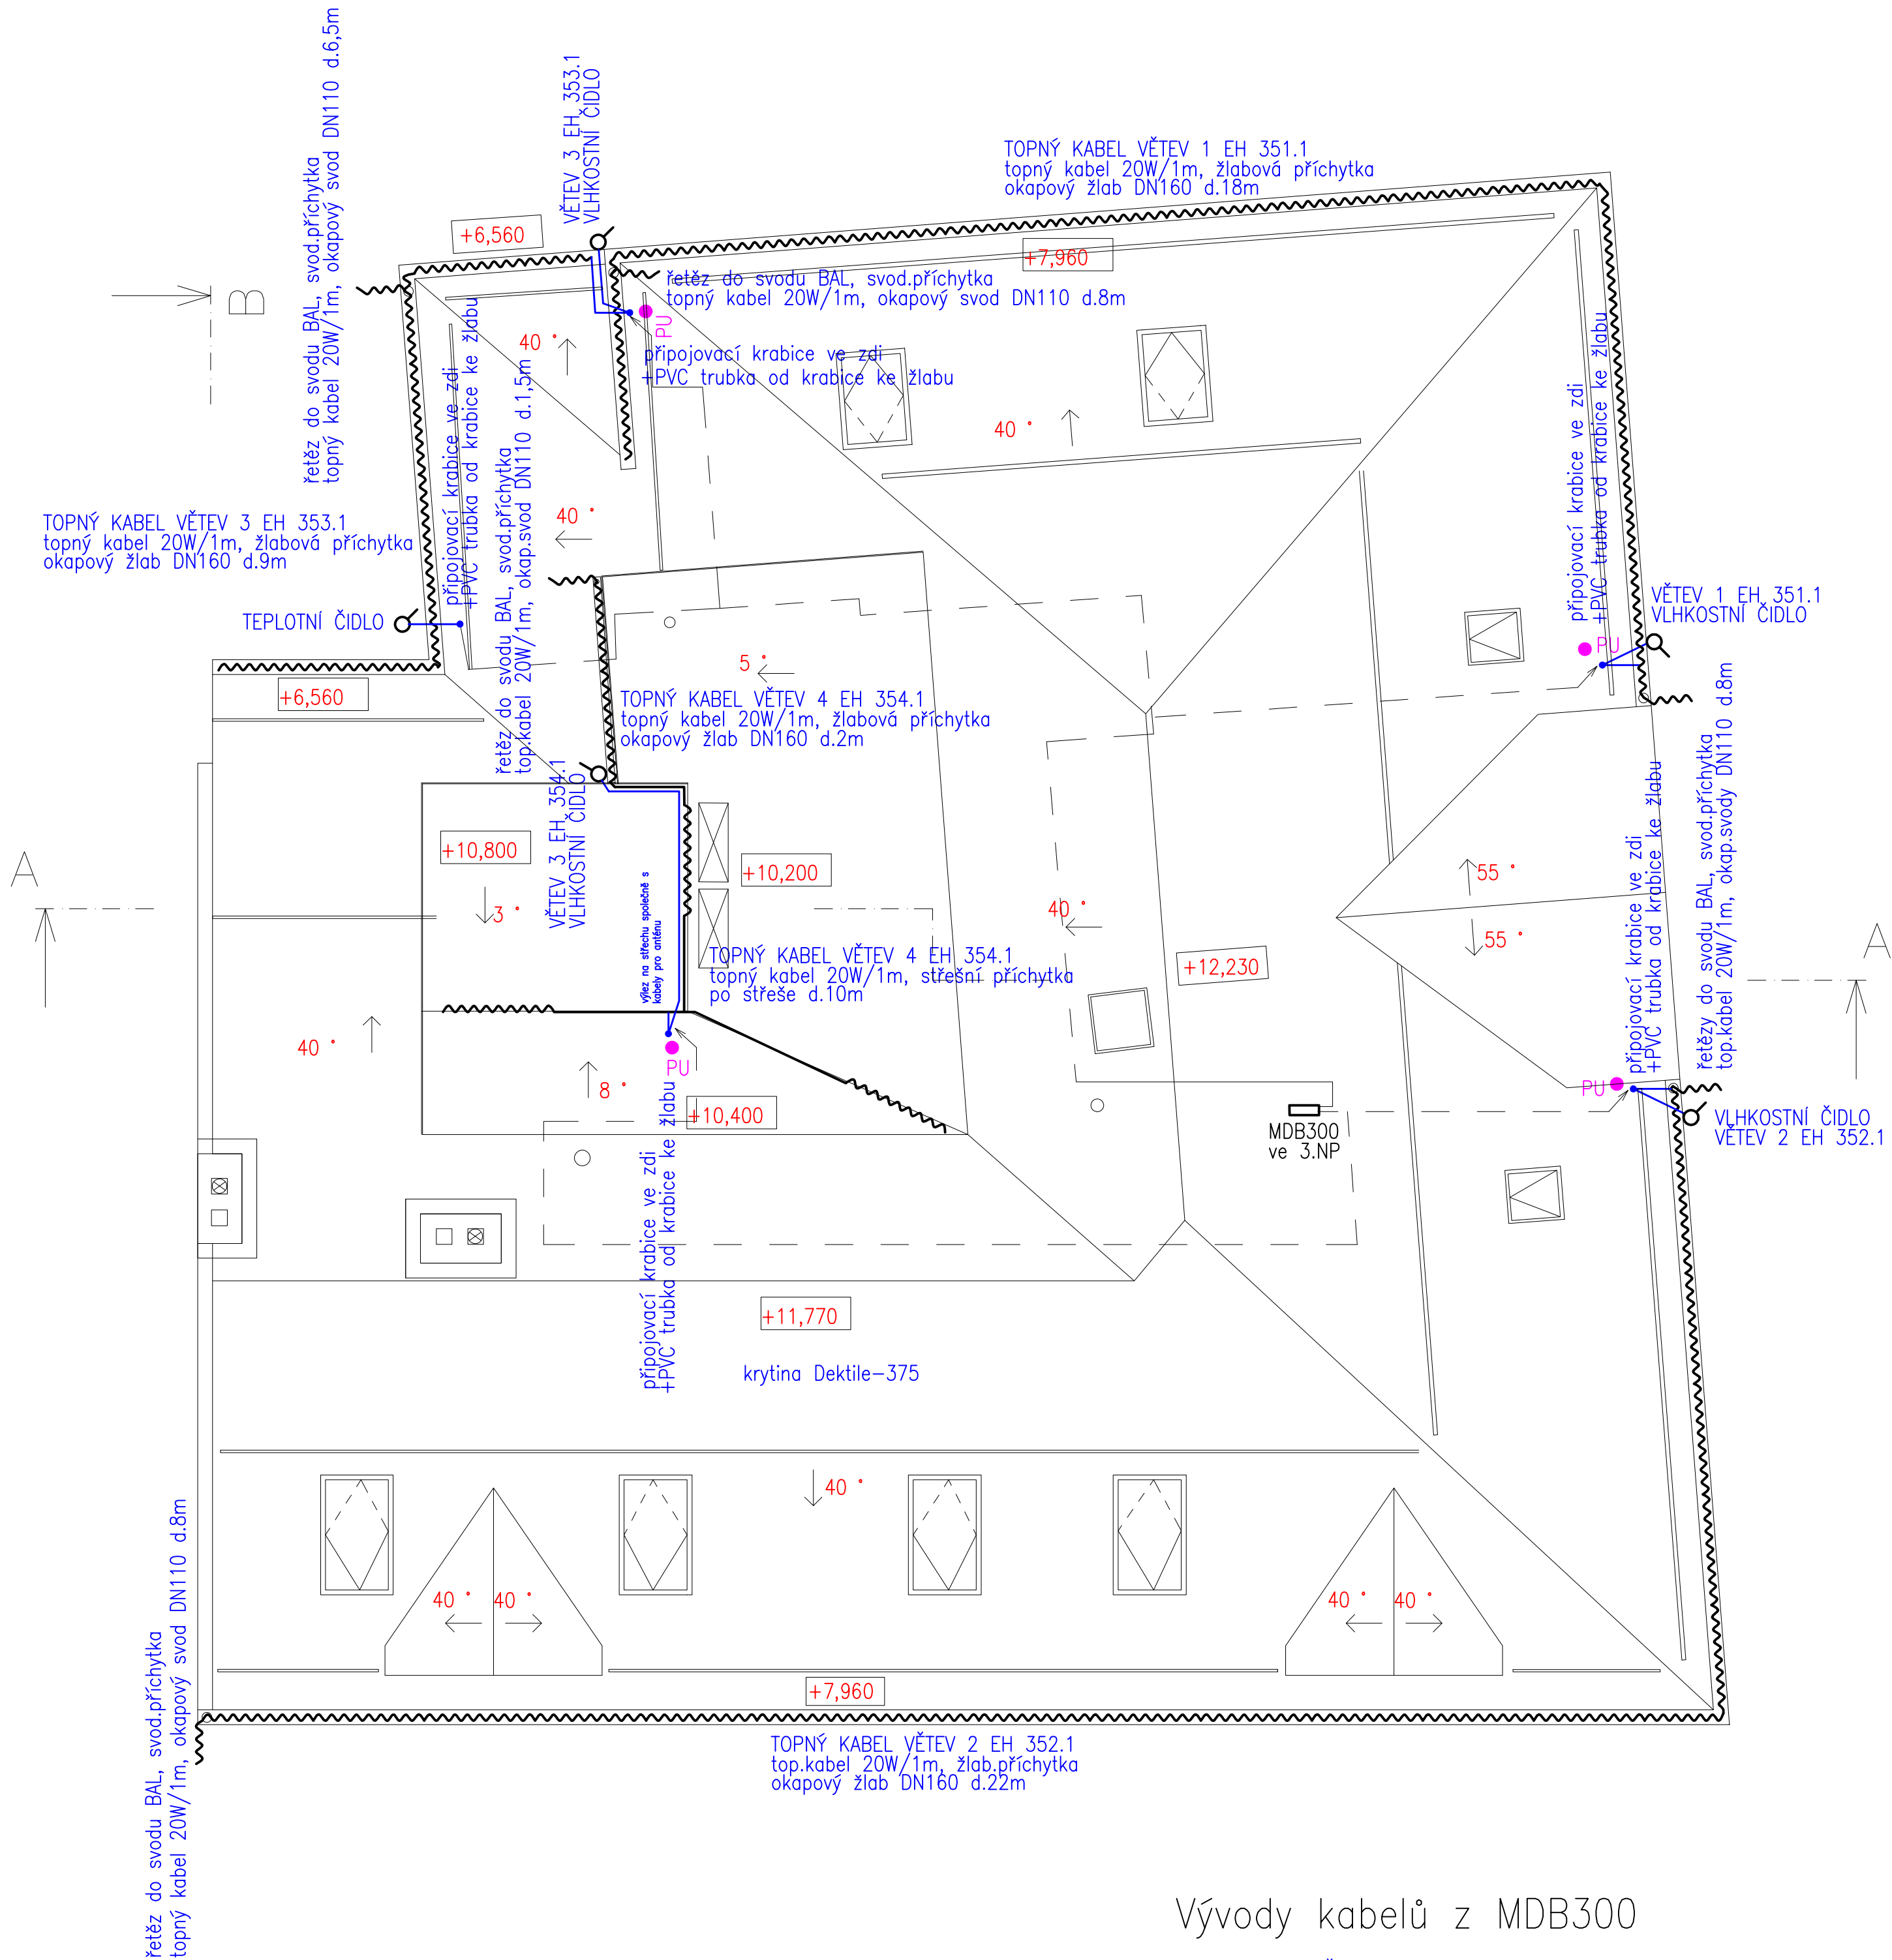 řetěz do svodu BAL, svod.příchytka
topný kabel 20W/1m, okapový svod DN110 d.6,5m
VĚTEV 3 EH 353.1
VLHKOSTNÍ ČIDLO
TOPNÝ KABEL VĚTEV 1 EH 351.1
topný kabel 20W/1m, žlabová příchytka
okapový žlab DN160 d.18m
+6,560
+7,960
B
řetěz do svodu BAL, svod.příchytka
topný kabel 20W/1m, okapový svod DN110 d.8m
PU
40 °
připojovací krabice ve zdi
+PVC trubka od krabice ke žlabu
připojovací krabice ve zdi
+PVC trubka od krabice ke žlabu
40 °
připojovací krabice ve zdi
+PVC trubka od krabice ke žlabu
řetěz do svodu BAL, svod.příchytka
top.kabel 20W/1m, okap.svod DN110 d.1,5m
40 °
TOPNÝ KABEL VĚTEV 3 EH 353.1
topný kabel 20W/1m, žlabová příchytka
okapový žlab DN160 d.9m
TEPLOTNÍ ČIDLO
VĚTEV 1 EH 351.1
VLHKOSTNÍ ČIDLO
PU
5 °
+6,560
TOPNÝ KABEL VĚTEV 4 EH 354.1
topný kabel 20W/1m, žlabová příchytka
okapový žlab DN160 d.2m
řetězy do svodu BAL, svod.příchytka
top.kabel 20W/1m, okap.svody DN110 d.8m
VĚTEV 3 EH 354.1
VLHKOSTNÍ ČIDLO
připojovací krabice ve zdi
+PVC trubka od krabice ke žlabu
+10,800
+10,200
A
3 °
výlez na střechu společně s
kabely pro anténu
40 °
55 °
55 °
A
TOPNÝ KABEL VĚTEV 4 EH 354.1
topný kabel 20W/1m, střešní příchytka
po střeše d.10m
+12,230
40 °
PU
8 °
+10,400
PU
MDB300
ve 3.NP
VLHKOSTNÍ ČIDLO
VĚTEV 2 EH 352.1
připojovací krabice ve zdi
+PVC trubka od krabice ke žlabu
+11,770
krytina Dektile-375
40 °
40 °
40 °
40 °
40 °
řetěz do svodu BAL, svod.příchytka
topný kabel 20W/1m, okapový svod DN110 d.8m
+7,960
TOPNÝ KABEL VĚTEV 2 EH 352.1
top.kabel 20W/1m, žlab.příchytka
okapový žlab DN160 d.22m
Vývody kabelů z MDB300